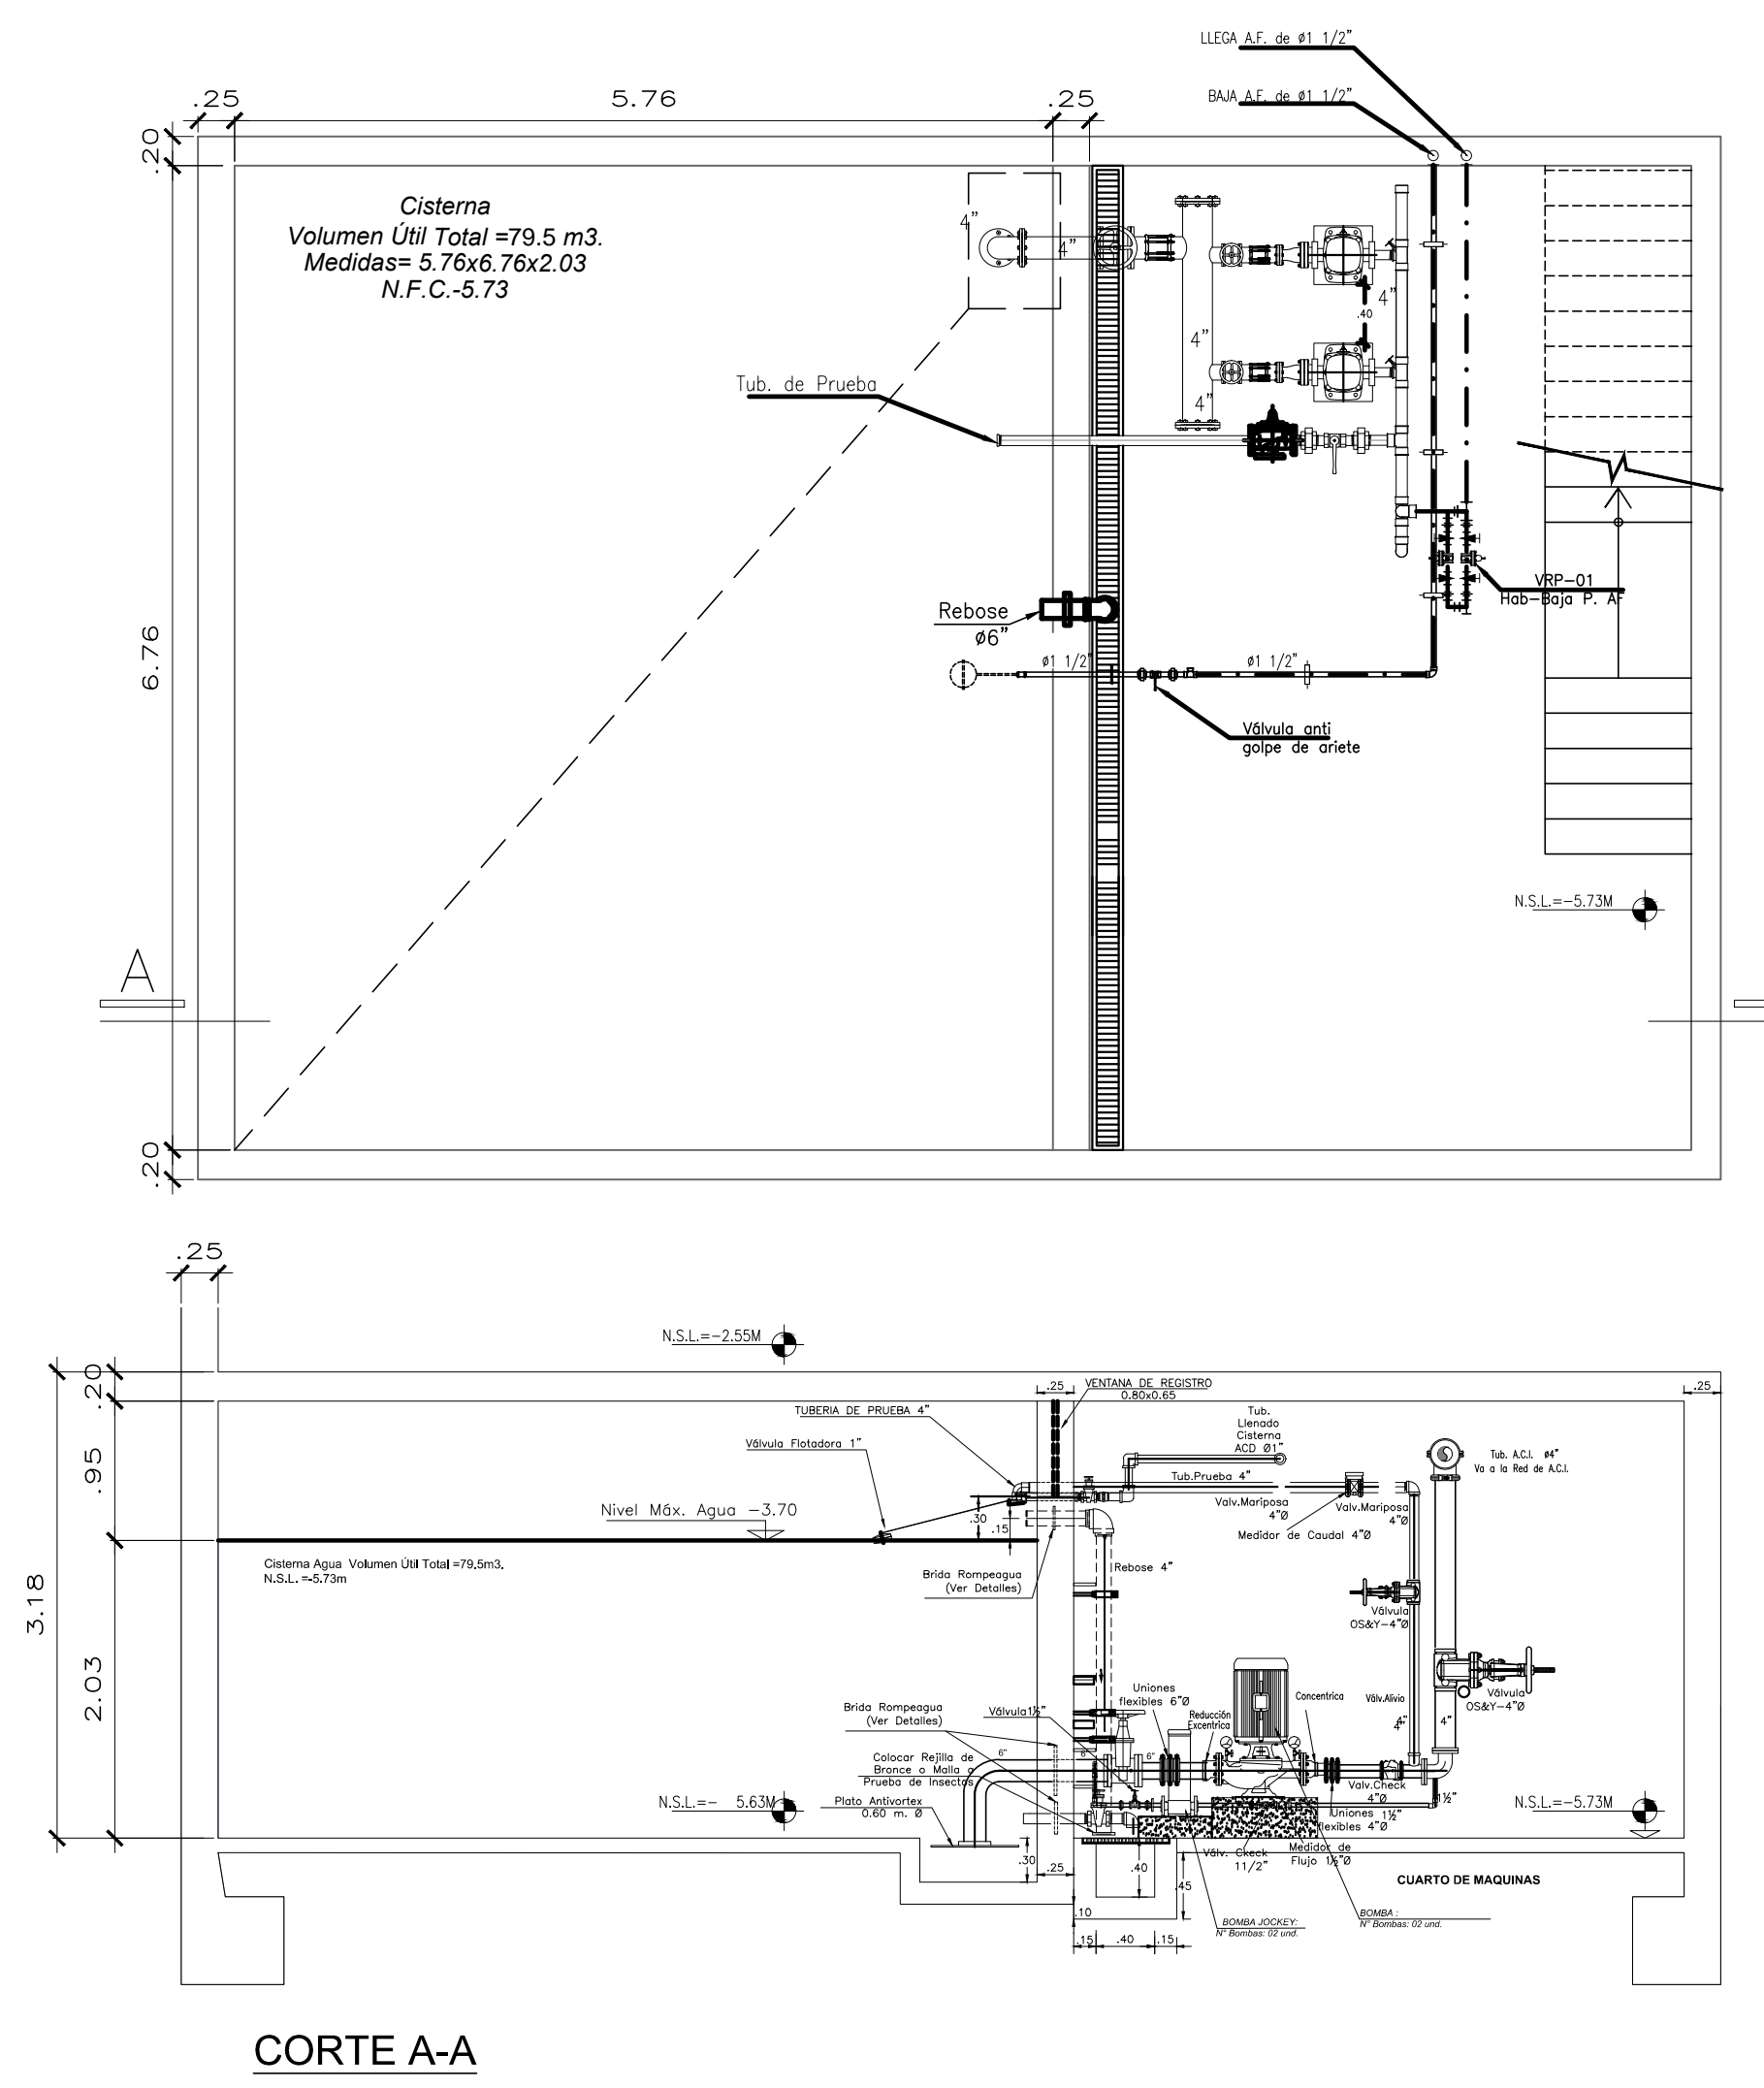 LLEGA A.F. de ø1 1/2"
BAJA A.F. de ø1 1/2"
.25
5.76
.25
.20
Cisterna
Volumen Útil Total =79.5 m3.
Medidas= 5.76x6.76x2.03
N.F.C.-5.73
4"
4"
4"
.40
4"
4"
Tub. de Prueba
VRP-01
Hab-Baja P. AF
Rebose
ø6"
6.76
ø1 1/2"
ø1 1/2"
Válvula anti
golpe de ariete
N.S.L.=-5.73M
A
.20
.25
N.S.L.=-2.55M
.20
.25
VENTANA DE REGISTRO
0.80x0.65
.25
TUBERIA DE PRUEBA 4"
Tub.
Llenado
Cisterna
ACD Ø1"
Válvula Flotadora 1"
Tub. A.C.I. ø4"
Va a la Red de A.C.I.
.95
Tub.Prueba 4"
Nivel Máx. Agua -3.70
.30
.15
Valv.Mariposa
4"Ø
Valv.Mariposa
4"Ø
Medidor de Caudal 4"Ø
Cisterna Agua Volumen Útil Total =79.5m3.
N.S.L. =-5.73m
Brida Rompeagua
(Ver Detalles)
Rebose 4"
3.18
Válvula
OS&Y-4"Ø
2.03
Uniones
flexibles 6"Ø
Concentrica
Válv.Alivio
Válvula
OS&Y-4"Ø
Brida Rompeagua
(Ver Detalles)
Válvula1½"
Reducción
Excentrica
4"
4"
4"
Colocar Rejilla de
Bronce o Malla a
Prueba de Insectos
6"
6"
6"
Valv.Check
4"Ø
1½"
Plato Antivortex
0.60 m. Ø
N.S.L.=- 5.63M
N.S.L.=-5.73M
Uniones 1½"
flexibles 4"Ø
.30
.25
.40
.45
Válv. Check
11/2"
Medidor de
Flujo 1½"Ø
CUARTO DE MAQUINAS
.10
BOMBA JOCKEY:
N° Bombas: 02 und.
BOMBA :
N° Bombas: 02 und.
.15
.40
.15
CORTE A-A